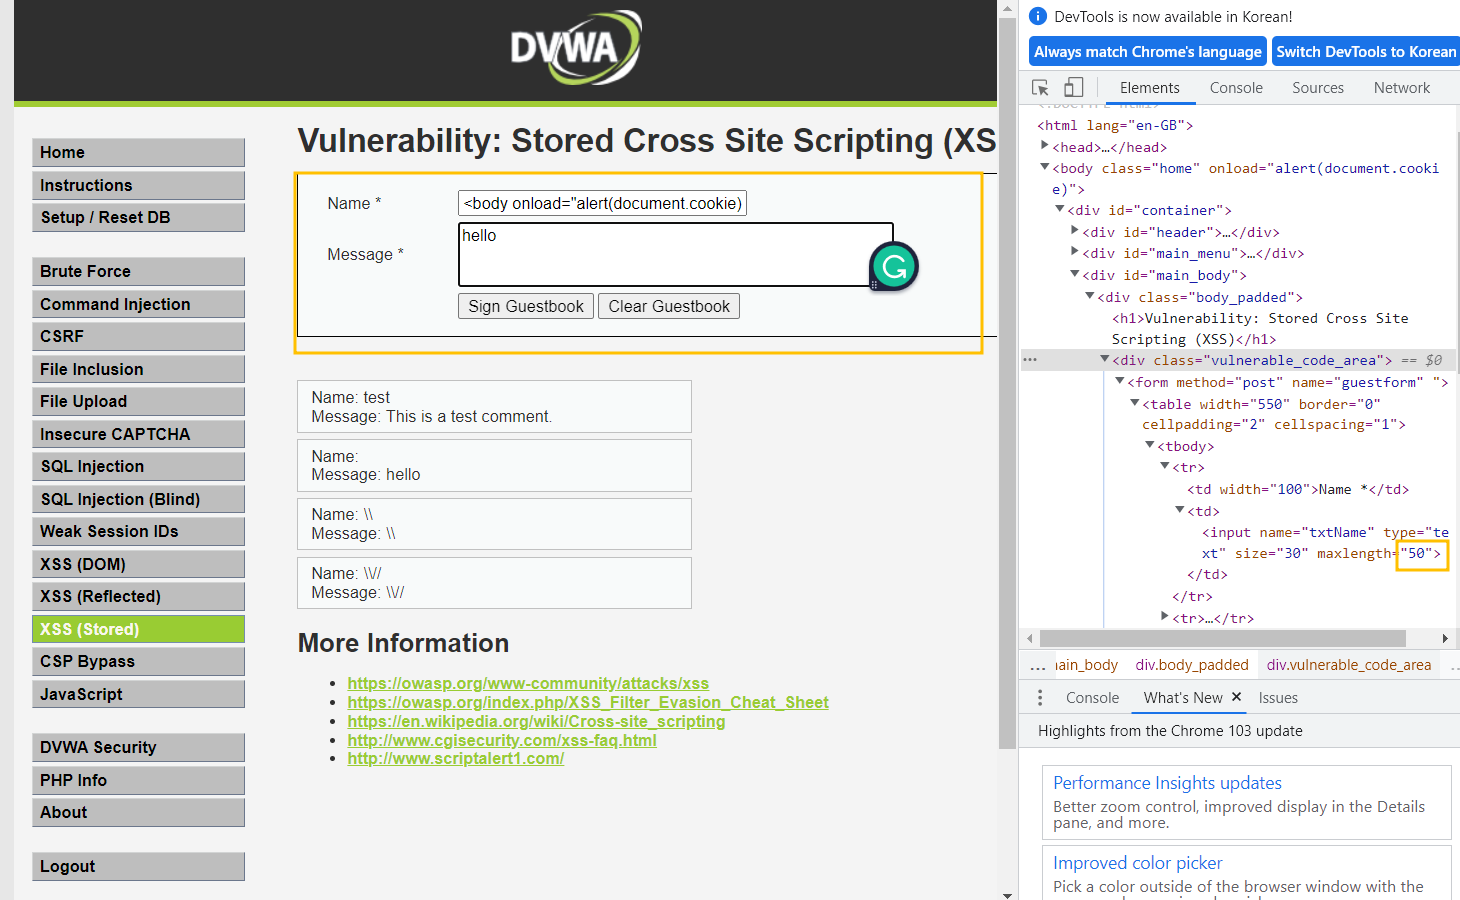 DVWA
Home
Instructions
Setup / Reset DB
Brute Force
Command Injection
CSRF
File Inclusion
File Upload
Insecure CAPTCHA
SQL Injection
SQL Injection (Blind)
Weak Session IDs
XSS (DOM)
XSS (Reflected)
XSS (Stored)
CSP Bypass
JavaScript
DVWA Security
PHP Info
About
Logout
Vulnerability: Stored Cross Site Scripting (XS
Name *
<body onload="alert(document.cookie)
Message *
hello
Sign Guestbook Clear Guestbook
Name: test
Message: This is a test comment.
Name:
Message: hello
Name: \\
Message: \\
Name: \\//
Message: \\//
More Information
https://owasp.org/www-community/attacks/xss
https://owasp.org/index.php/XSS_Filter_Evasion_Cheat_Sheet
https://en.wikipedia.org/wiki/Cross-site_scripting
http://www.cgisecurity.com/xss-faq.html
http://www.scriptalert1.com/
DevTools is now available in Korean!
Always match Chrome's language Switch DevTools to Korean
Elements Console Sources Network
<!DOCTYPE html>
<html lang="en-GB">
<head>…</head>
<body class="home" onload="alert(document.cooki
e)">
<div id="container">
<div id="header">…</div>
<div id="main_menu">…</div>
<div id="main_body">
<div class="body_padded">
<h1>Vulnerability: Stored Cross Site
Scripting (XSS)</h1>
<div class="vulnerable_code_area"> == $0
<form method="post" name="guestform" ">
<table width="550" border="0"
cellpadding="2" cellspacing="1">
<tbody>
<tr>
<td width="100">Name *</td>
<td>
<input name="txtName" type="te
xt" size="30" maxlength="50">
</td>
</tr>
<tr>…</tr>
… main_body div.body_padded div.vulnerable_code_area …
Console What's New × Issues
Highlights from the Chrome 103 update
Performance Insights updates
Better zoom control, improved display in the Details
pane, and more.
Improved color picker
Pick a color outside of the browser window with the